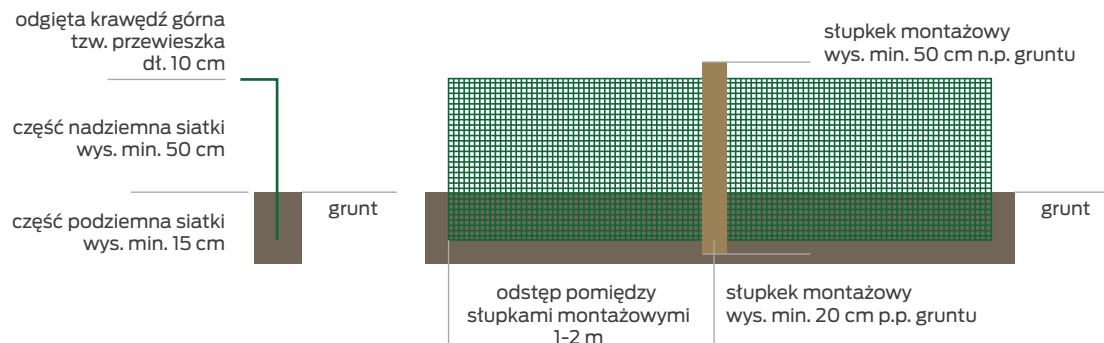 odgięta krawędź górna
tzw. przewieszka
dł. 10 cm
część nadziemna siatki
wys. min. 50 cm
część podziemna siatki
wys. min. 15 cm
grunt
słupkek montażowy
wys. min. 50 cm n.p. gruntu
grunt
odstęp pomiędzy
słupkami montażowymi
1-2 m
słupkek montażowy
wys. min. 20 cm p.p. gruntu